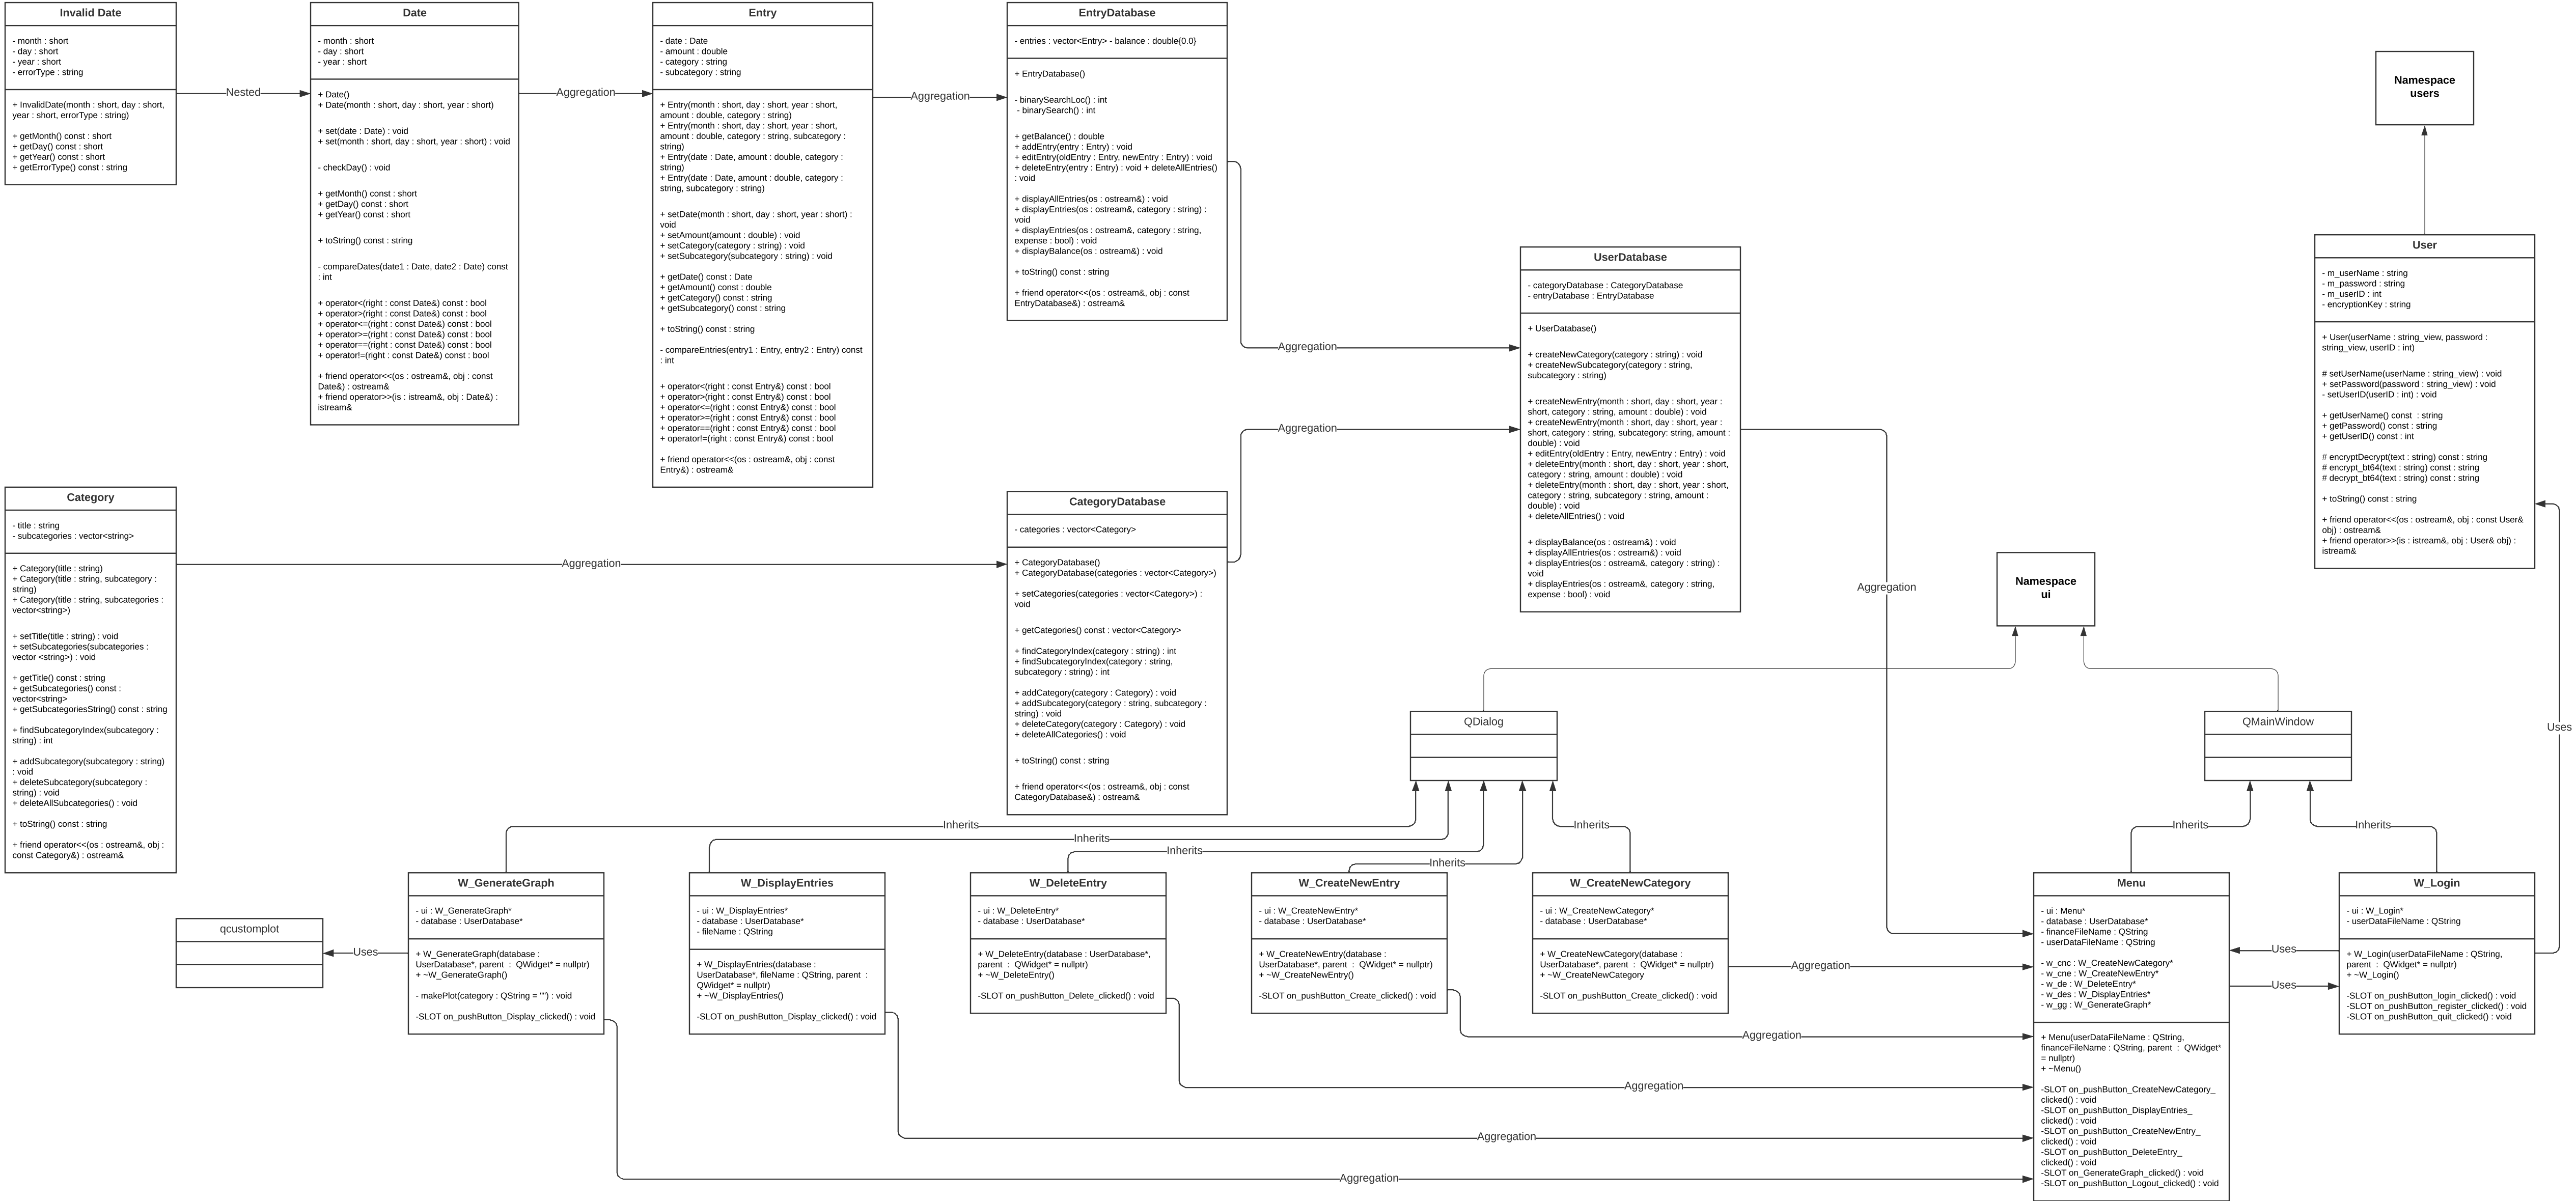 Invalid Date
- month : short
- day : short
- year : short
- errorType : string
+ InvalidDate(month : short, day : short,
year : short, errorType : string)
+ getMonth() const : short
+ getDay() const : short
+ getYear() const : short
+ getErrorType() const : string
Nested
Date
- month : short
- day : short
- year : short
+ Date()
+ Date(month : short, day : short, year : short)
+ set(date : Date) : void
+ set(month : short, day : short, year : short) : void
- checkDay() : void
+ getMonth() const : short
+ getDay() const : short
+ getYear() const : short
+ toString() const : string
- compareDates(date1 : Date, date2 : Date) const
: int
+ operator<(right : const Date&) const : bool
+ operator>(right : const Date&) const : bool
+ operator<=(right : const Date&) const : bool
+ operator>=(right : const Date&) const : bool
+ operator==(right : const Date&) const : bool
+ operator!=(right : const Date&) const : bool
+ friend operator<<(os : ostream&, obj : const
Date&) : ostream&
+ friend operator>>(is : istream&, obj : Date&) :
istream&
Aggregation
Entry
- date : Date
- amount : double
- category : string
- subcategory : string
+ Entry(month : short, day : short, year : short,
amount : double, category : string)
+ Entry(month : short, day : short, year : short,
amount : double, category : string, subcategory :
string)
+ Entry(date : Date, amount : double, category :
string)
+ Entry(date : Date, amount : double, category :
string, subcategory : string)
+ setDate(month : short, day : short, year : short) :
void
+ setAmount(amount : double) : void
+ setCategory(category : string) : void
+ setSubcategory(subcategory : string) : void
+ getDate() const : Date
+ getAmount() const : double
+ getCategory() const : string
+ getSubcategory() const : string
+ toString() const : string
- compareEntries(entry1 : Entry, entry2 : Entry) const
: int
+ operator<(right : const Entry&) const : bool
+ operator>(right : const Entry&) const : bool
+ operator<=(right : const Entry&) const : bool
+ operator>=(right : const Entry&) const : bool
+ operator==(right : const Entry&) const : bool
+ operator!=(right : const Entry&) const : bool
+ friend operator<<(os : ostream&, obj : const
Entry&) : ostream&
Aggregation
EntryDatabase
- entries : vector<Entry> - balance : double{0.0}
+ EntryDatabase()
- binarySearchLoc() : int
- binarySearch() : int
+ getBalance() : double
+ addEntry(entry : Entry) : void
+ editEntry(oldEntry : Entry, newEntry : Entry) : void
+ deleteEntry(entry : Entry) : void + deleteAllEntries()
: void
+ displayAllEntries(os : ostream&) : void
+ displayEntries(os : ostream&, category : string) :
void
+ displayEntries(os : ostream&, category : string,
expense : bool) : void
+ displayBalance(os : ostream&) : void
+ toString() const : string
+ friend operator<<(os : ostream&, obj : const
EntryDatabase&) : ostream&
Aggregation
Category
- title : string
- subcategories : vector<string>
+ Category(title : string)
+ Category(title : string, subcategory :
string)
+ Category(title : string, subcategories :
vector<string>)
+ setTitle(title : string) : void
+ setSubcategories(subcategories :
vector <string>) : void
+ getTitle() const : string
+ getSubcategories() const :
vector<string>
+ getSubcategoriesString() const : string
+ findSubcategoryIndex(subcategory :
string) : int
+ addSubcategory(subcategory : string)
: void
+ deleteSubcategory(subcategory :
string) : void
+ deleteAllSubcategories() : void
+ toString() const : string
+ friend operator<<(os : ostream&, obj :
const Category&) : ostream&
Aggregation
CategoryDatabase
- categories : vector<Category>
+ CategoryDatabase()
+ CategoryDatabase(categories : vector<Category>)
+ setCategories(categories : vector<Category>) :
void
+ getCategories() const : vector<Category>
+ findCategoryIndex(category : string) : int
+ findSubcategoryIndex(category : string,
subcategory : string) : int
+ addCategory(category : Category) : void
+ addSubcategory(category : string, subcategory :
string) : void
+ deleteCategory(category : Category) : void
+ deleteAllCategories() : void
+ toString() const : string
+ friend operator<<(os : ostream&, obj : const
CategoryDatabase&) : ostream&
Aggregation
UserDatabase
- categoryDatabase : CategoryDatabase
- entryDatabase : EntryDatabase
+ UserDatabase()
+ createNewCategory(category : string) : void
+ createNewSubcategory(category : string,
subcategory : string)
+ createNewEntry(month : short, day : short, year :
short, category : string, amount : double) : void
+ createNewEntry(month : short, day : short, year :
short, category : string, subcategory: string, amount :
double) : void
+ editEntry(oldEntry : Entry, newEntry : Entry) : void
+ deleteEntry(month : short, day : short, year : short,
category : string, amount : double) : void
+ deleteEntry(month : short, day : short, year : short,
category : string, subcategory : string, amount :
double) : void
+ deleteAllEntries() : void
+ displayBalance(os : ostream&) : void
+ displayAllEntries(os : ostream&) : void
+ displayEntries(os : ostream&, category : string) :
void
+ displayEntries(os : ostream&, category : string,
expense : bool) : void
Aggregation
Namespace
users
User
- m_userName : string
- m_password : string
- m_userID : int
- encryptionKey : string
+ User(userName : string_view, password :
string_view, userID : int)
# setUserName(userName : string_view) : void
+ setPassword(password : string_view) : void
- setUserID(userID : int) : void
+ getUserName() const  : string
+ getPassword() const : string
+ getUserID() const : int
# encryptDecrypt(text : string) const : string
# encrypt_bt64(text : string) const : string
# decrypt_bt64(text : string) const : string
+ toString() const : string
+ friend operator<<(os : ostream&, obj : const User&
obj) : ostream&
+ friend operator>>(is : istream&, obj : User& obj) :
istream&
Uses
Namespace
ui
QDialog
QMainWindow
Inherits
Inherits
Inherits
Inherits
Inherits
Inherits
Inherits
qcustomplot
Uses
W_GenerateGraph
- ui : W_GenerateGraph*
- database : UserDatabase*
+ W_GenerateGraph(database :
UserDatabase*, parent  :  QWidget* = nullptr)
+ ~W_GenerateGraph()
- makePlot(category : QString = "") : void
-SLOT on_pushButton_Display_clicked() : void
Aggregation
W_DisplayEntries
- ui : W_DisplayEntries*
- database : UserDatabase*
- fileName : QString
+ W_DisplayEntries(database :
UserDatabase*, fileName : QString, parent  :
QWidget* = nullptr)
+ ~W_DisplayEntries()
-SLOT on_pushButton_Display_clicked() : void
Aggregation
W_DeleteEntry
- ui : W_DeleteEntry*
- database : UserDatabase*
+ W_DeleteEntry(database : UserDatabase*,
parent  :  QWidget* = nullptr)
+ ~W_DeleteEntry()
-SLOT on_pushButton_Delete_clicked() : void
Aggregation
W_CreateNewEntry
- ui : W_CreateNewEntry*
- database : UserDatabase*
+ W_CreateNewEntry(database :
UserDatabase*, parent  :  QWidget* = nullptr)
+ ~W_CreateNewEntry()
-SLOT on_pushButton_Create_clicked() : void
Aggregation
W_CreateNewCategory
- ui : W_CreateNewCategory*
- database : UserDatabase*
+ W_CreateNewCategory(database :
UserDatabase*, parent  :  QWidget* = nullptr)
+ ~W_CreateNewCategory
-SLOT on_pushButton_Create_clicked() : void
Aggregation
Menu
- ui : Menu*
- database : UserDatabase*
- financeFileName : QString
- userDataFileName : QString
- w_cnc : W_CreateNewCategory*
- w_cne : W_CreateNewEntry*
- w_de : W_DeleteEntry*
- w_des : W_DisplayEntries*
- w_gg : W_GenerateGraph*
+ Menu(userDataFileName : QString,
financeFileName : QString, parent  :  QWidget*
= nullptr)
+ ~Menu()
-SLOT on_pushButton_CreateNewCategory_
clicked() : void
-SLOT on_pushButton_DisplayEntries_
clicked() : void
-SLOT on_pushButton_CreateNewEntry_
clicked() : void
-SLOT on_pushButton_DeleteEntry_
clicked() : void
-SLOT on_GenerateGraph_clicked() : void
-SLOT on_pushButton_Logout_clicked() : void
Uses
Uses
W_Login
- ui : W_Login*
- userDataFileName : QString
+ W_Login(userDataFileName : QString,
parent  :  QWidget* = nullptr)
+ ~W_Login()
-SLOT on_pushButton_login_clicked() : void
-SLOT on_pushButton_register_clicked() : void
-SLOT on_pushButton_quit_clicked() : void